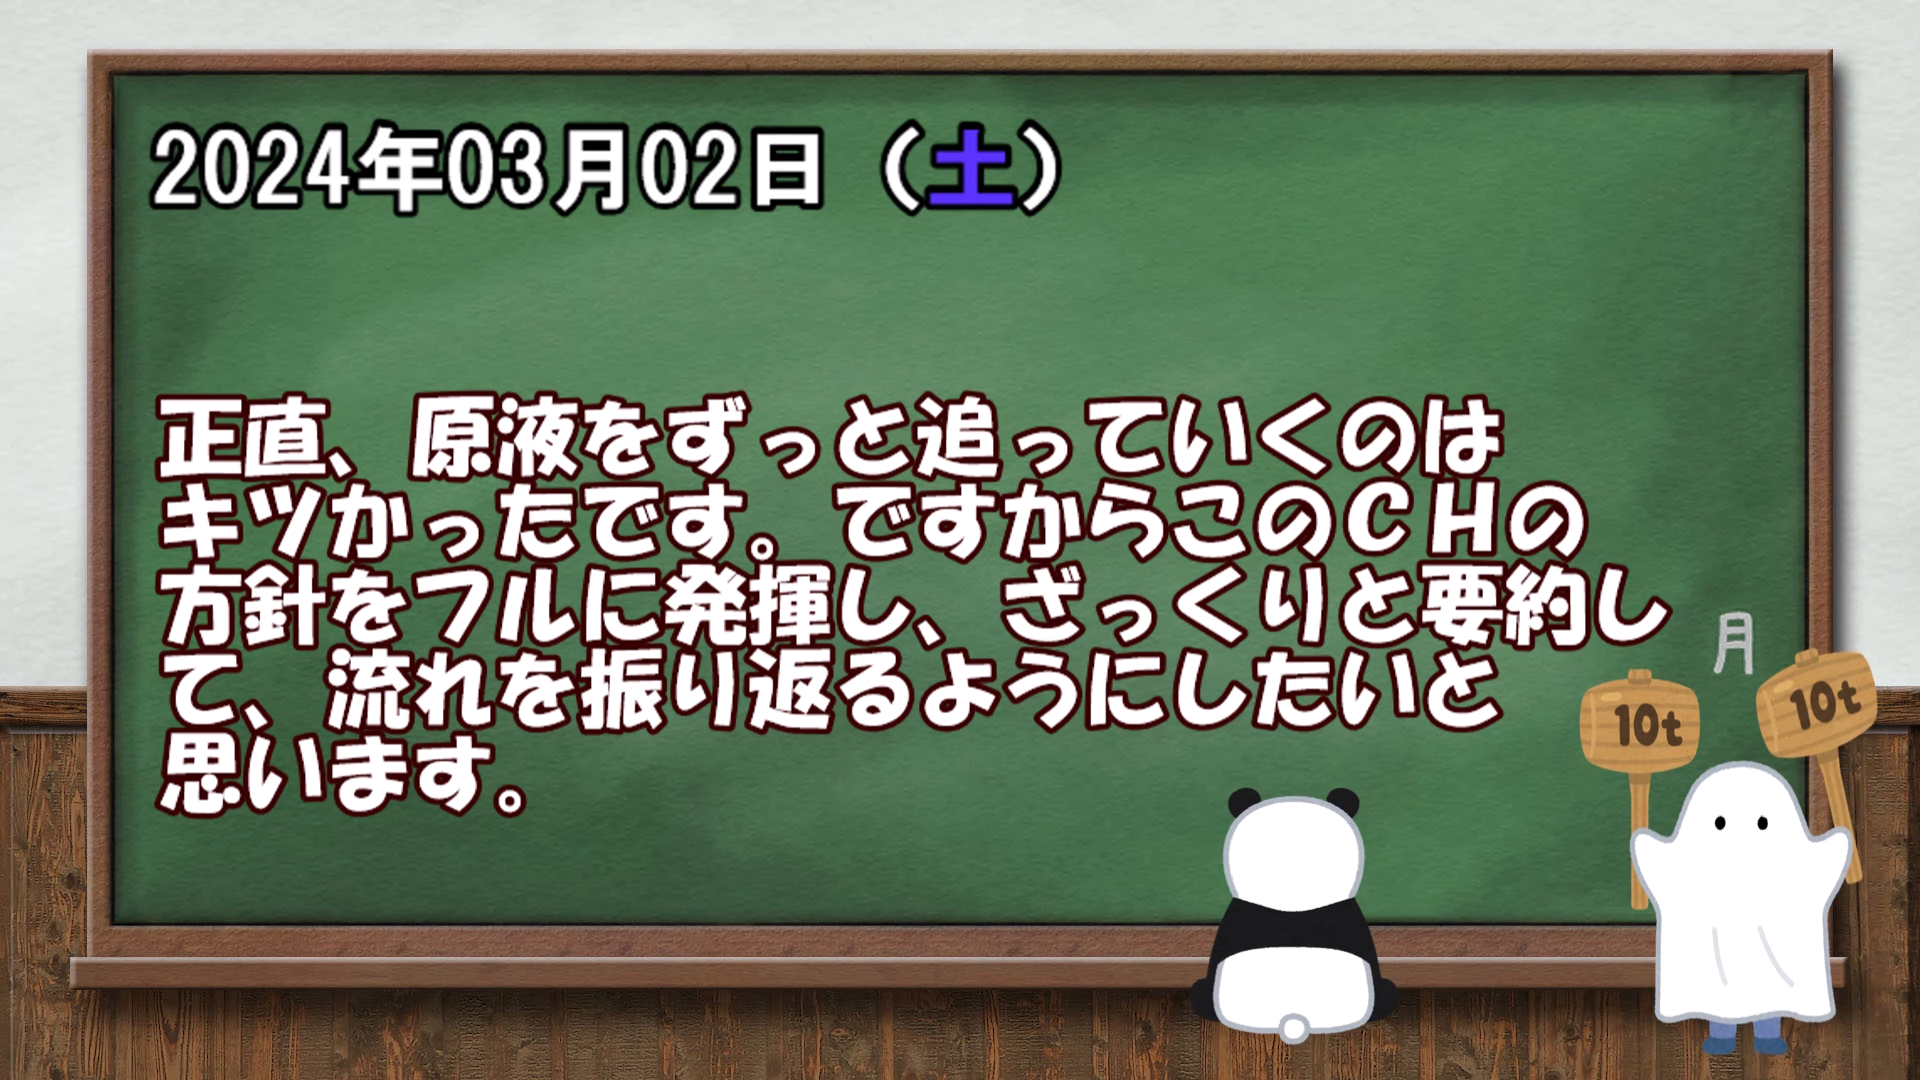 2024年03月02日（土）
正直、原液をずっと追っていくのは
キツかったです。ですからこのＣＨの
方針をフルに発揮し、ざっくりと要約し
て、流れを振り返るようにしたいと
思います。
月
10t
10t